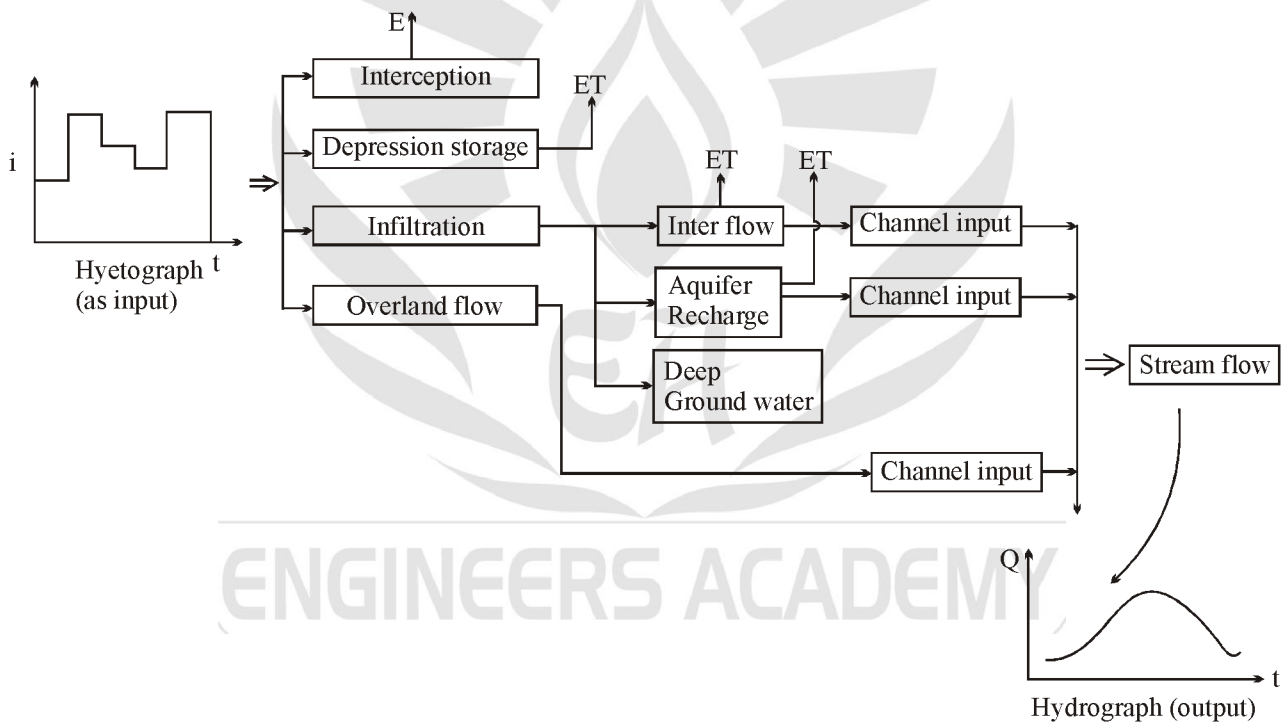 E
Interception
ET
Depression storage
i
t
Hyetograph
(as input)
⇒
Infiltration
ET
ET
Inter flow
Channel input
Overland flow
Aquifer
Recharge
Channel input
Deep
Ground water
⇒
Stream flow
Channel input
ENGINEERS ACADEMY
Q
t
Hydrograph (output)